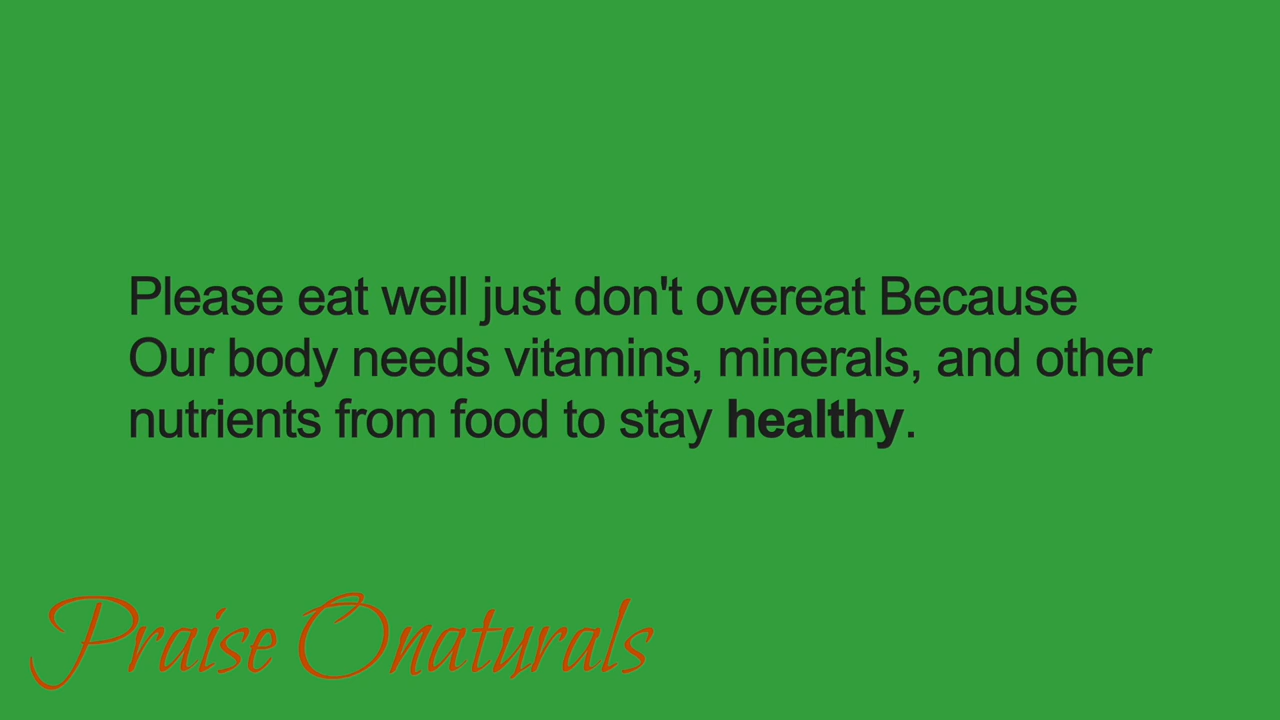 Please eat well just don't overeat Because
Our body needs vitamins, minerals, and other
nutrients from food to stay healthy.
Praise Onaturals